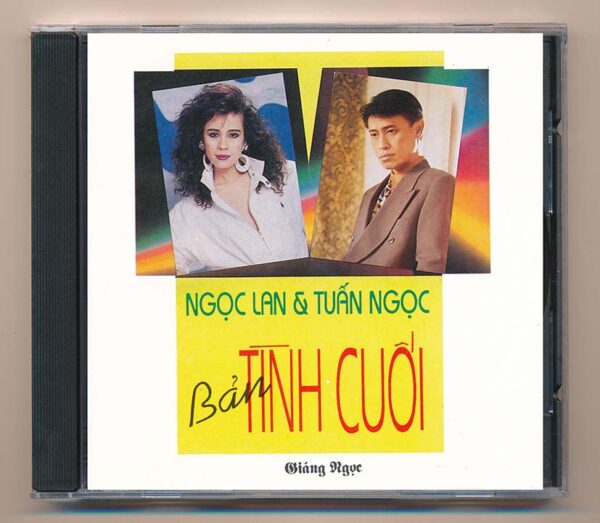 NGỌC LAN & TUẤN NGỌC
Bản TÌNH CUỐI
Giáng Ngọc